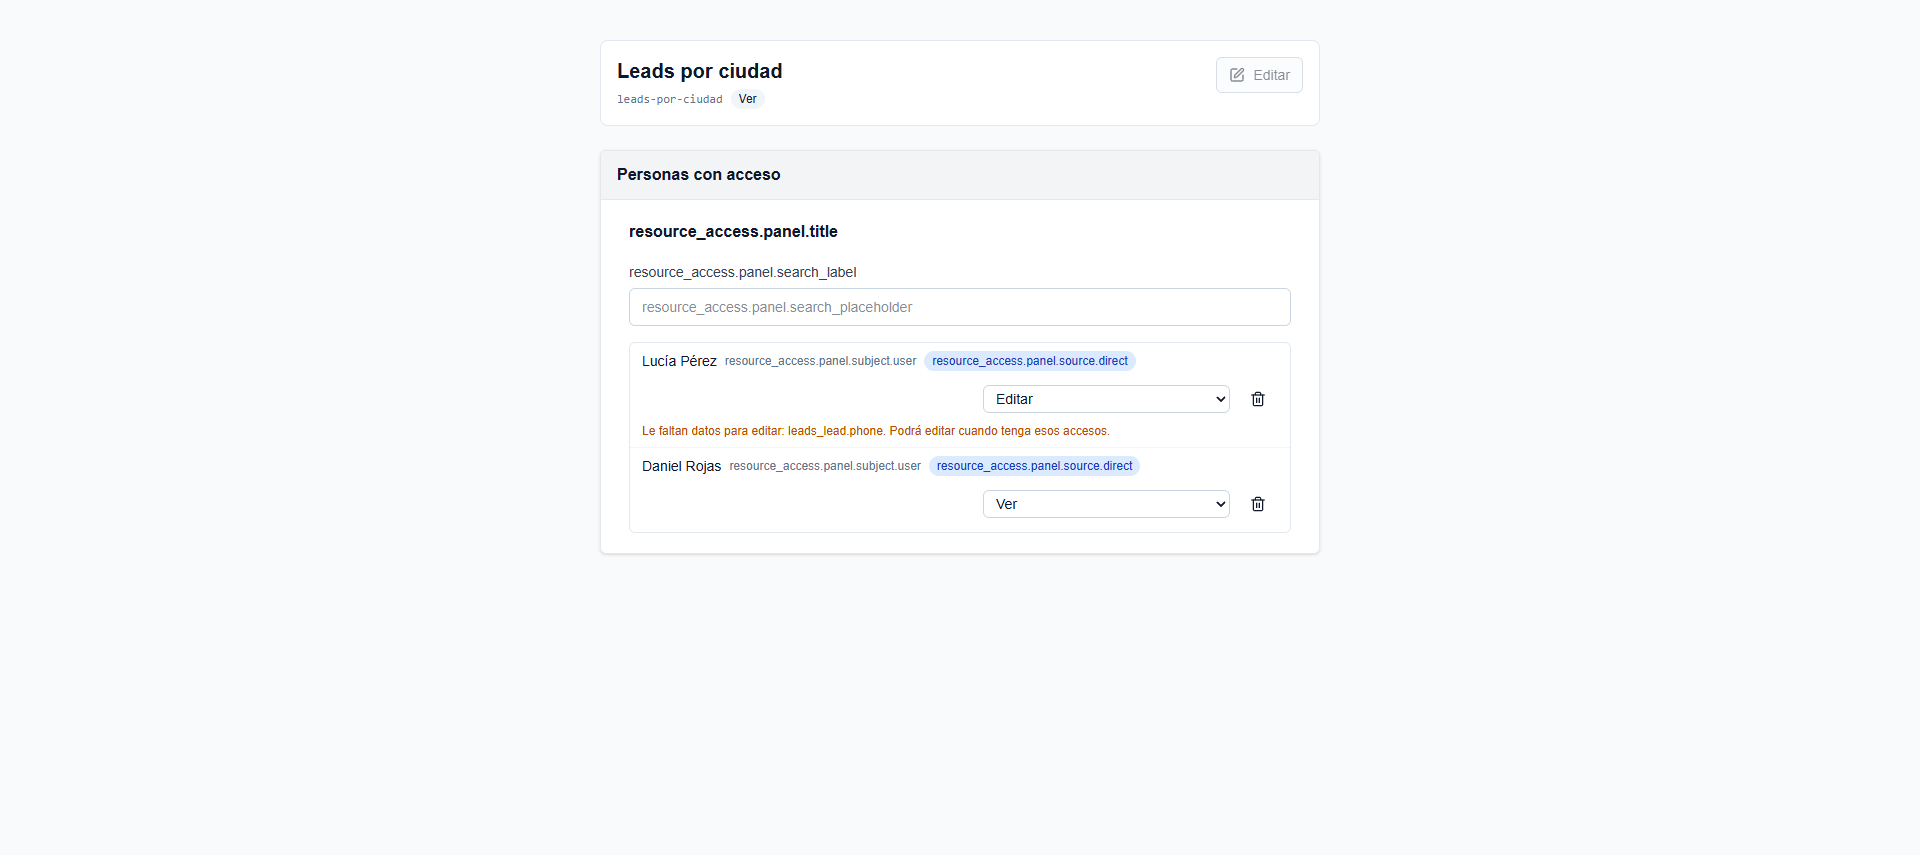 Leads por ciudad
Editar
leads-por-ciudad Ver
Personas con acceso
resource_access.panel.title
resource_access.panel.search_label
resource_access.panel.search_placeholder
Lucía Pérez resource_access.panel.subject.user resource_access.panel.source.direct
Editar
Le faltan datos para editar: leads_lead.phone. Podrá editar cuando tenga esos accesos.
Daniel Rojas resource_access.panel.subject.user resource_access.panel.source.direct
Ver